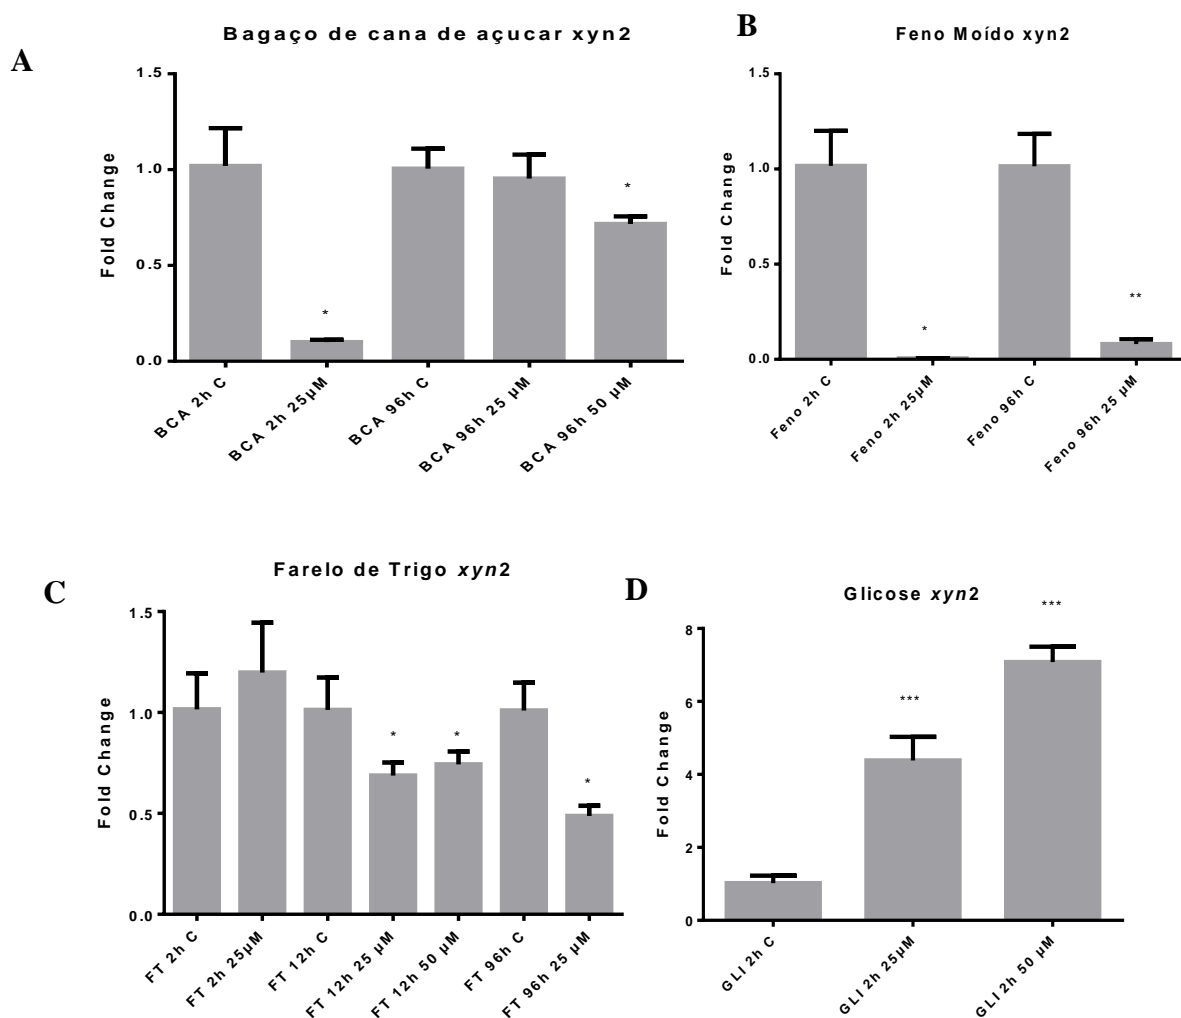 A
Bagaço de cana de açucar xyn2
Fold Change
1.5
1.0
0.5
0.0
*
*
BCA 2h C
BCA 2h 25µM
BCA 96h C
BCA 96h 25 µM
BCA 96h 50 µM
B
Feno Moído xyn2
Fold Change
1.5
1.0
0.5
0.0
*
**
Feno 2h C
Feno 2h 25µM
Feno 96h C
Feno 96h 25 µM
C
Farelo de Trigo xyn2
Fold Change
1.5
1.0
0.5
0.0
*
*
*
FT 2h C
FT 2h 25µM
FT 12h C
FT 12h 25 µM
FT 12h 50 µM
FT 96h C
FT 96h 25 µM
D
Glicose xyn2
Fold Change
8
6
4
2
0
***
***
GLI 2h C
GLI 2h 25µM
GLI 2h 50 µM